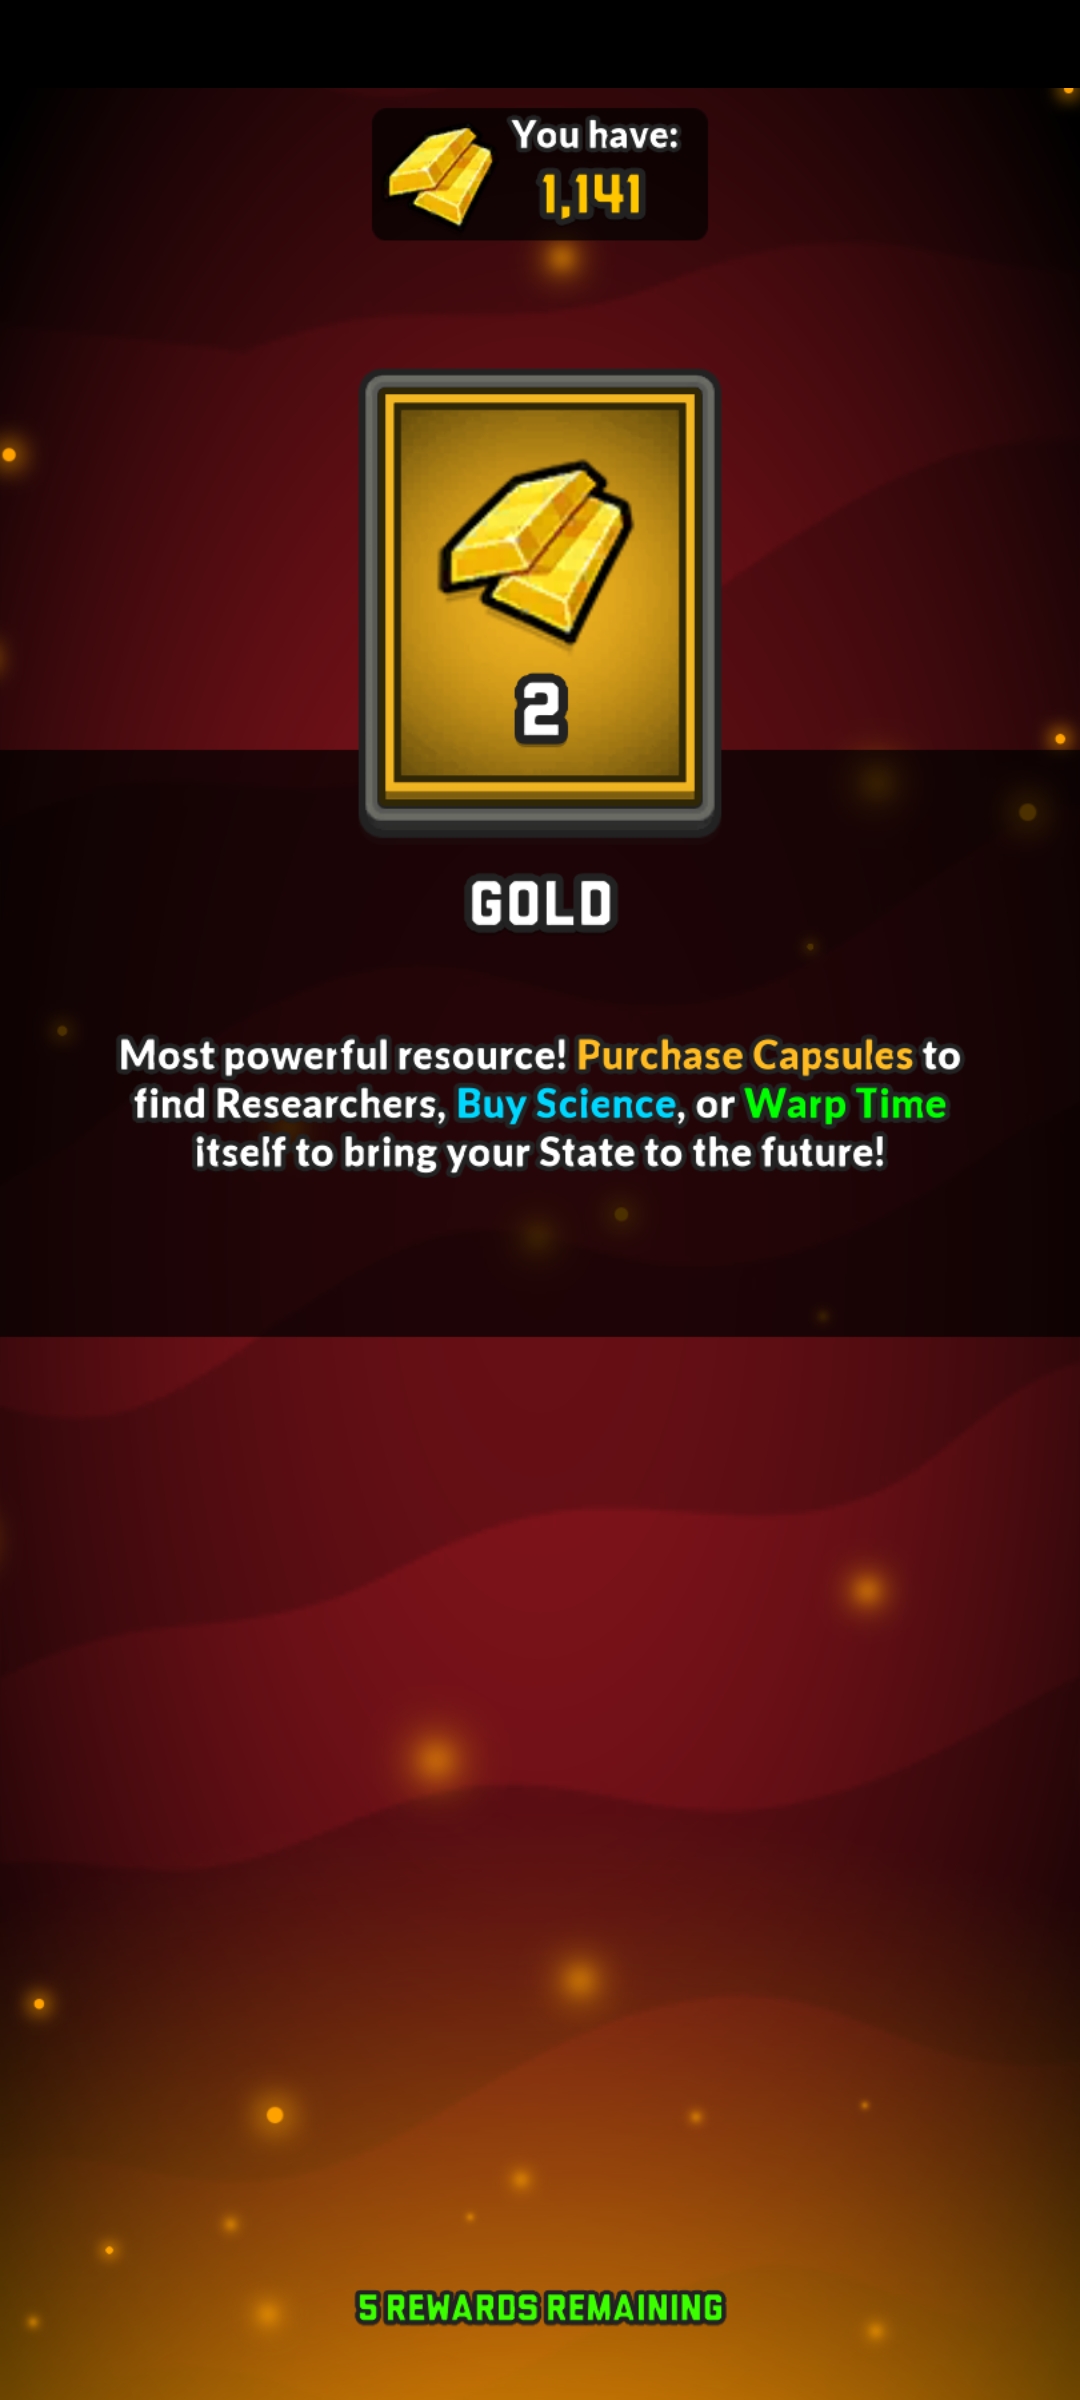 You have:
1,141
2
GOLD
Most powerful resource! Purchase Capsules to
find Researchers, Buy Science, or Warp Time
itself to bring your State to the future!
5 REWARDS REMAINING